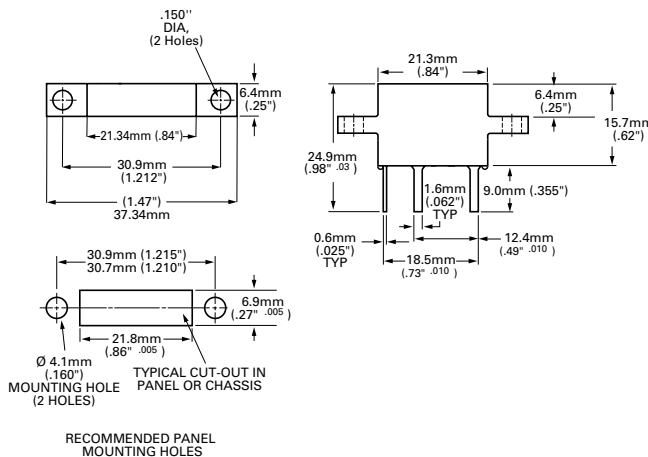 .150"
DIA,
(2 Holes)
6.4mm
(.25")
21.34mm (.84")
30.9mm
(1.212")
(1.47")
37.34mm
21.3mm
(.84")
6.4mm
(.25")
15.7mm
(.62")
24.9mm
(.98" .03 )
1.6mm
(.062")
TYP
9.0mm (.355")
0.6mm
(.025")
TYP
12.4mm
(.49" .010 )
18.5mm
(.73" .010 )
30.9mm (1.215")
30.7mm (1.210")
6.9mm
(.27" .005 )
21.8mm
(.86" .005 )
Ø 4.1mm
(.160")
MOUNTING HOLE
(2 HOLES)
TYPICAL CUT-OUT IN
PANEL OR CHASSIS
RECOMMENDED PANEL
MOUNTING HOLES